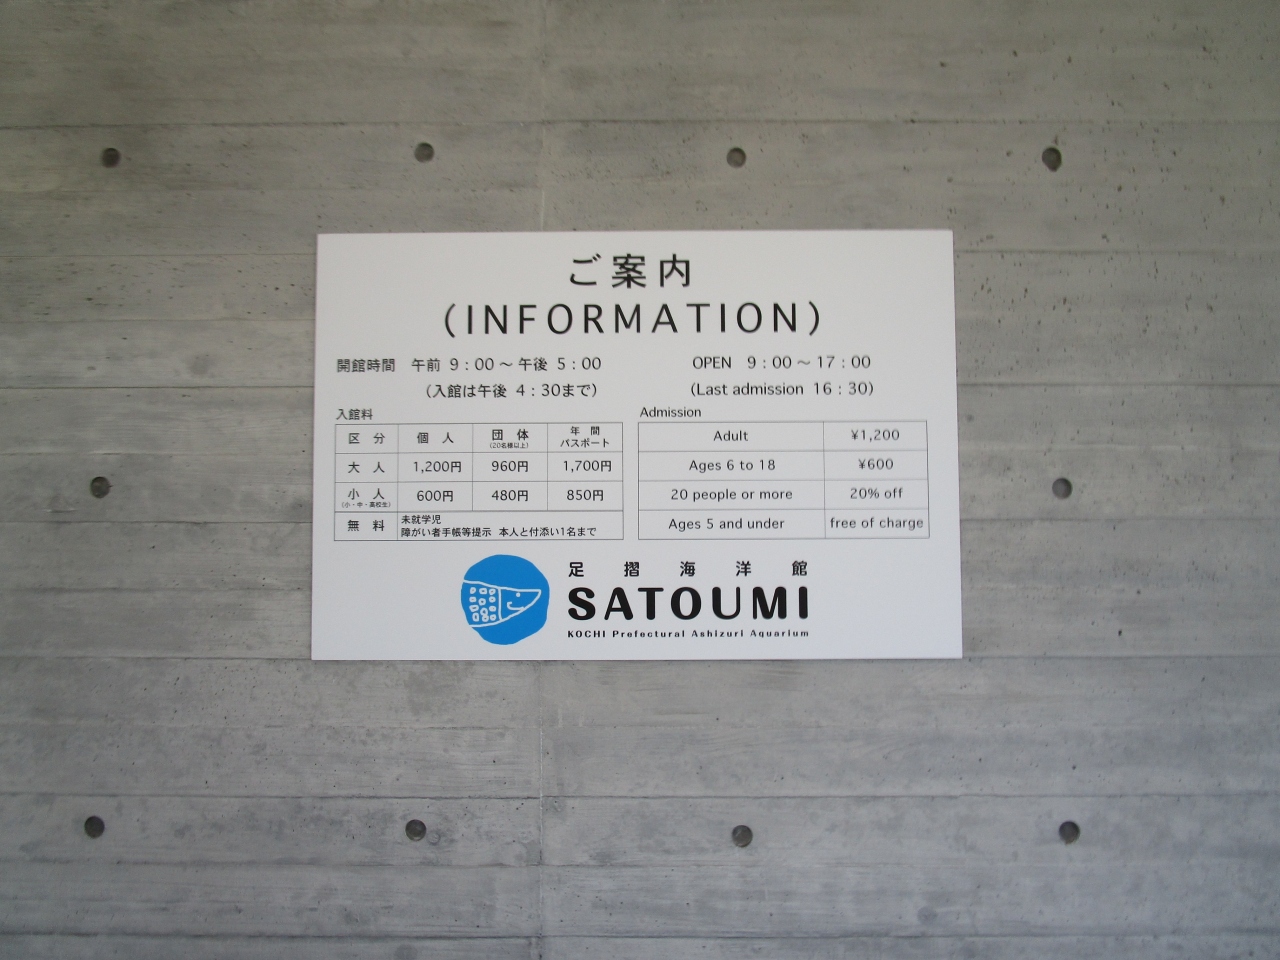 ご案内
(INFORMATION)
開館時間 午前 9：00 ～ 午後 5：00
(入館は午後 4：30まで)
OPEN 9：00 ～ 17：00
(Last admission 16：30)
入館料
区 分 個 人 団 体 (20名様以上) 年 間 パスポート
大 人 1,200円 960円 1,700円
小 人 (小・中・高校生) 600円 480円 850円
無 料 未就学児
障がい者手帳等提示 本人と付添い1名まで
Admission
Adult ¥1,200
Ages 6 to 18 ¥600
20 people or more 20% off
Ages 5 and under free of charge
足摺海洋館
SATOUMI
KOCHI Prefectural Ashizuri Aquarium